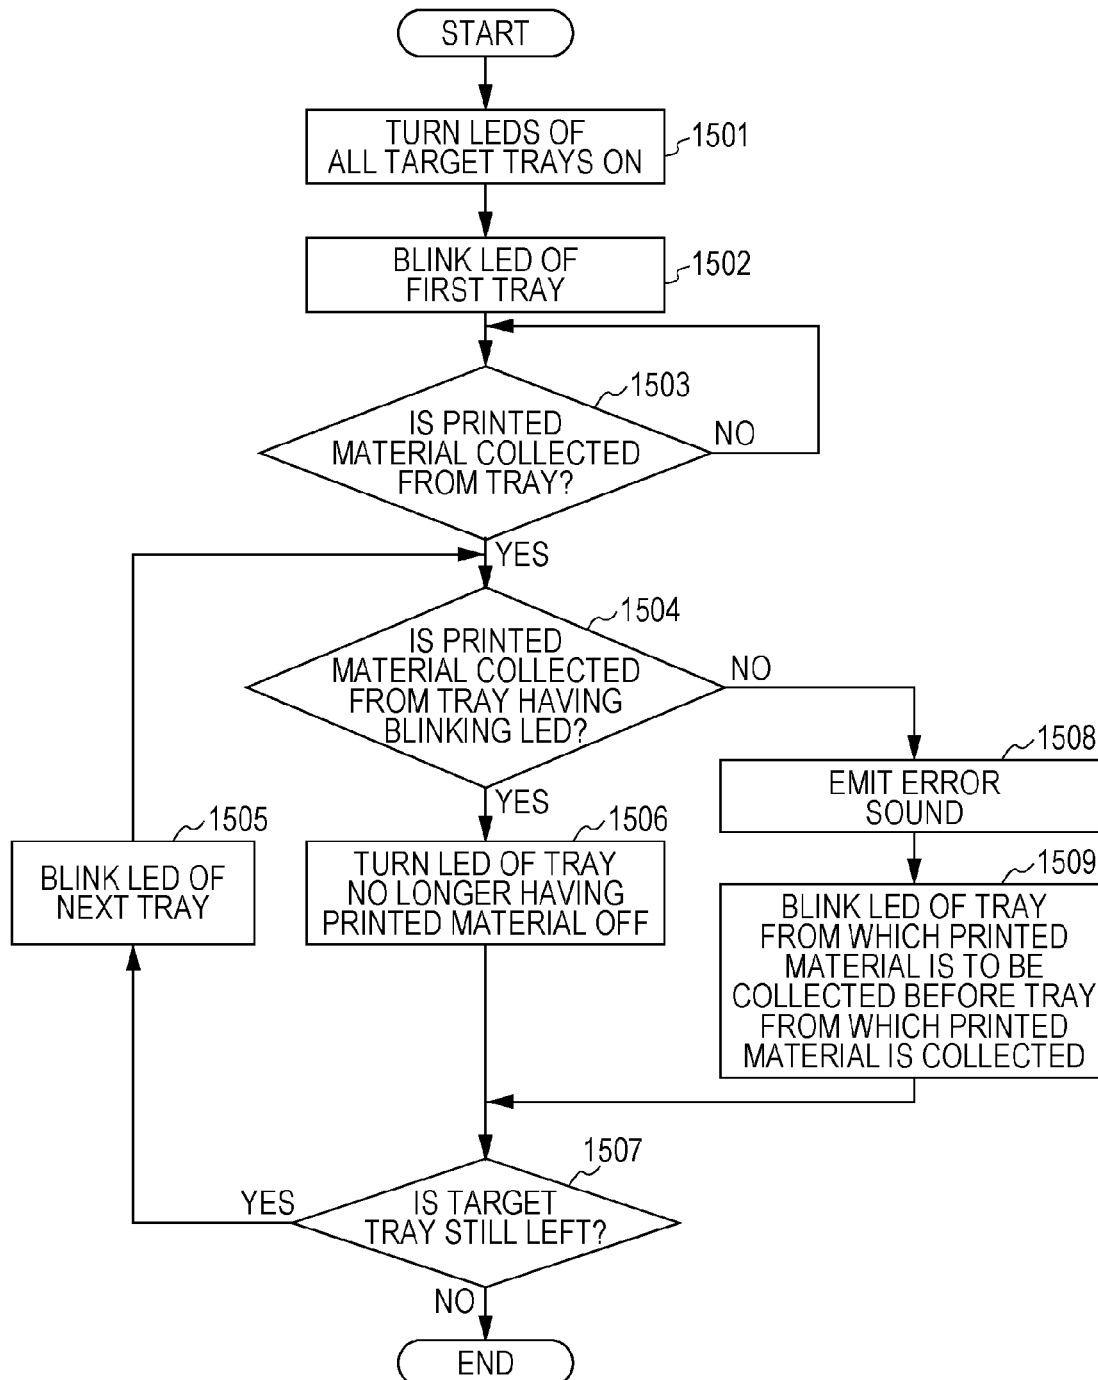 START
TURN LEDS OF
ALL TARGET TRAYS ON
1501
BLINK LED OF
FIRST TRAY
1502
1503
IS PRINTED
MATERIAL COLLECTED
FROM TRAY?
NO
YES
1504
IS PRINTED
MATERIAL COLLECTED
FROM TRAY HAVING
BLINKING LED?
NO
YES
1505
BLINK LED OF
NEXT TRAY
1506
TURN LED OF TRAY
NO LONGER HAVING
PRINTED MATERIAL OFF
1508
EMIT ERROR
SOUND
1509
BLINK LED OF TRAY
FROM WHICH PRINTED
MATERIAL IS TO BE
COLLECTED BEFORE TRAY
FROM WHICH PRINTED
MATERIAL IS COLLECTED
1507
YES
IS TARGET
TRAY STILL LEFT?
NO
END